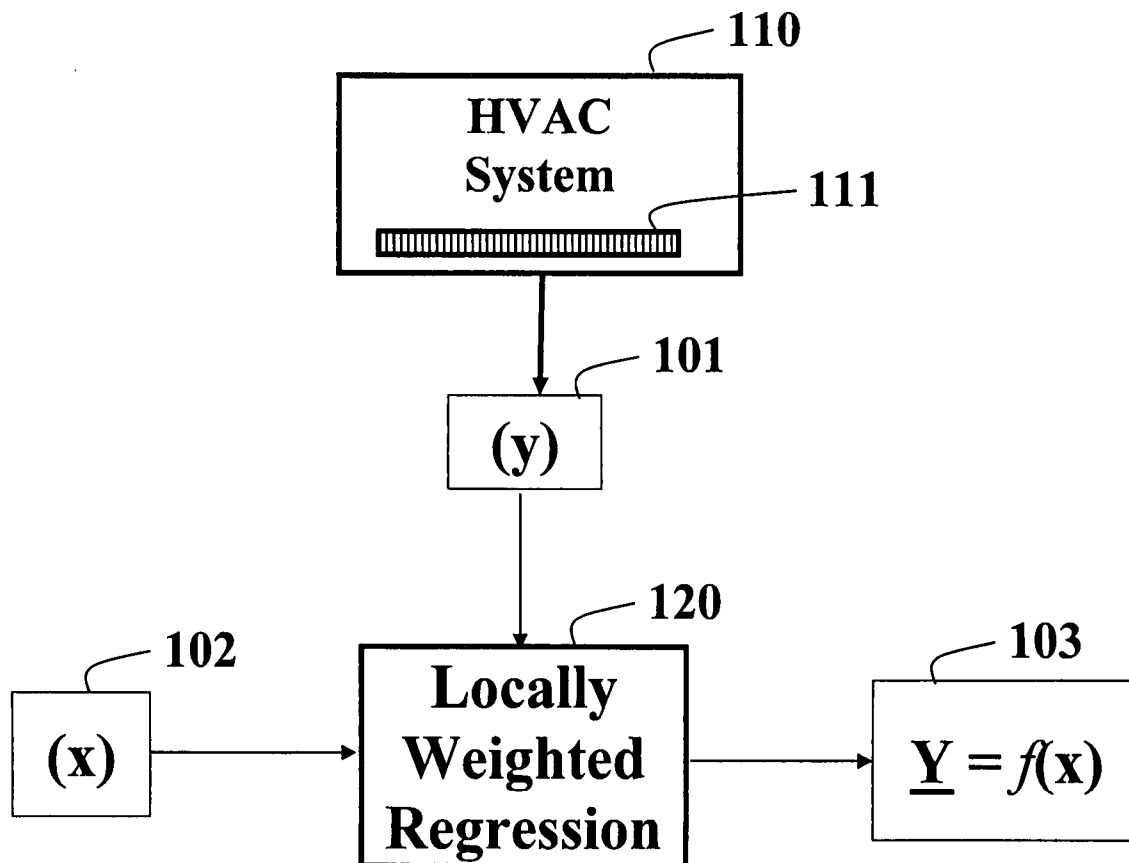 110
HVAC
System
111
101
(y)
120
102
103
(x)
Locally
Weighted
Regression
Y = f(x)